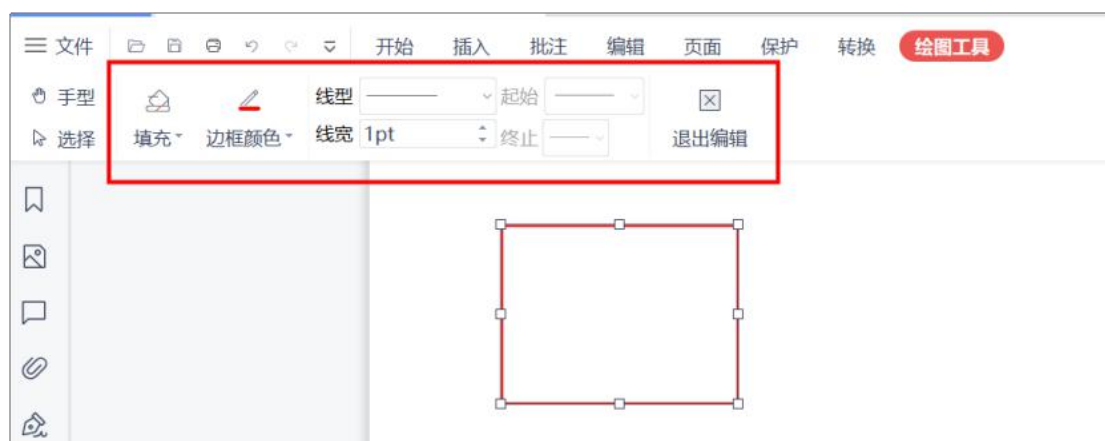 文件 开始 插入 批注 编辑 页面 保护 转换 绘图工具
手型 线型 起始
选择 填充 边框颜色 线宽 1pt 终止 退出编辑